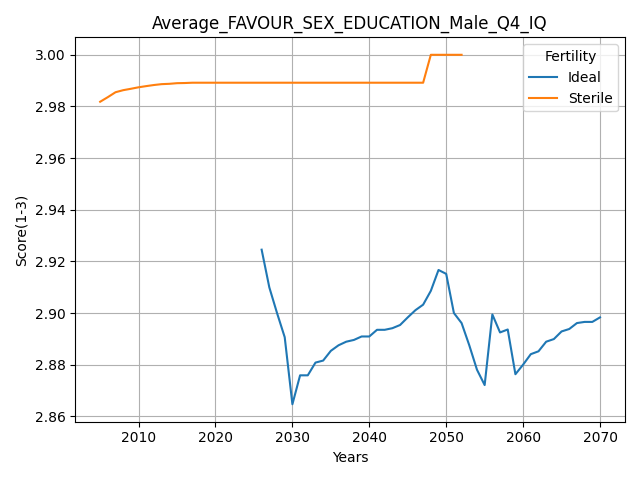 Average_FAVOUR_SEX_EDUCATION_Male_Q4_IQ
Score(1-3)
3.00
2.98
2.96
2.94
2.92
2.90
2.88
2.86
Fertility
Ideal
Sterile
2010 2020 2030 2040 2050 2060 2070
Years